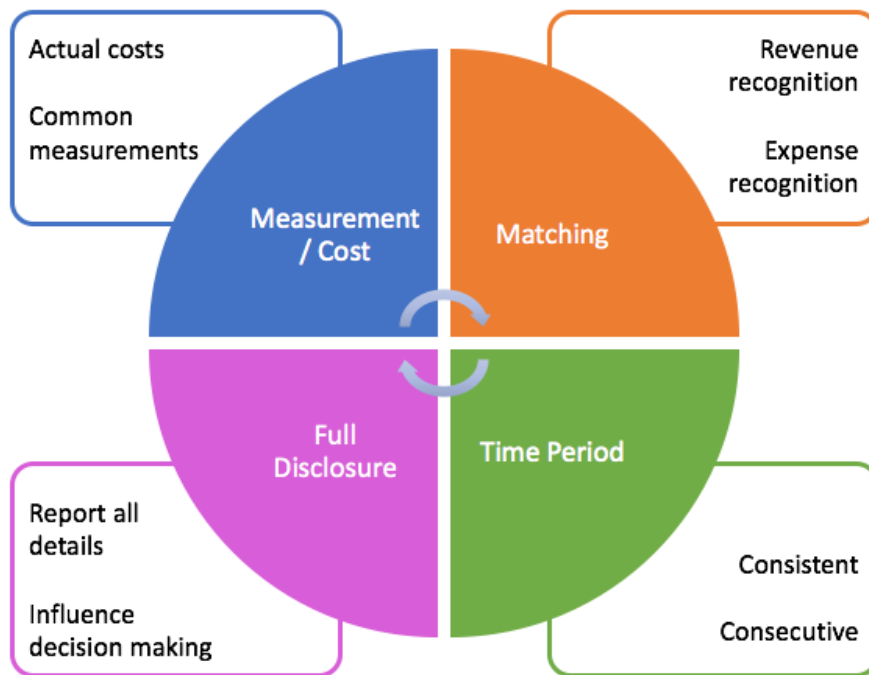 Actual costs
Common
measurements
Revenue
recognition
Expense
recognition
Measurement
/ Cost
Matching
Full
Disclosure
Time Period
Report all
details
Influence
decision making
Consistent
Consecutive